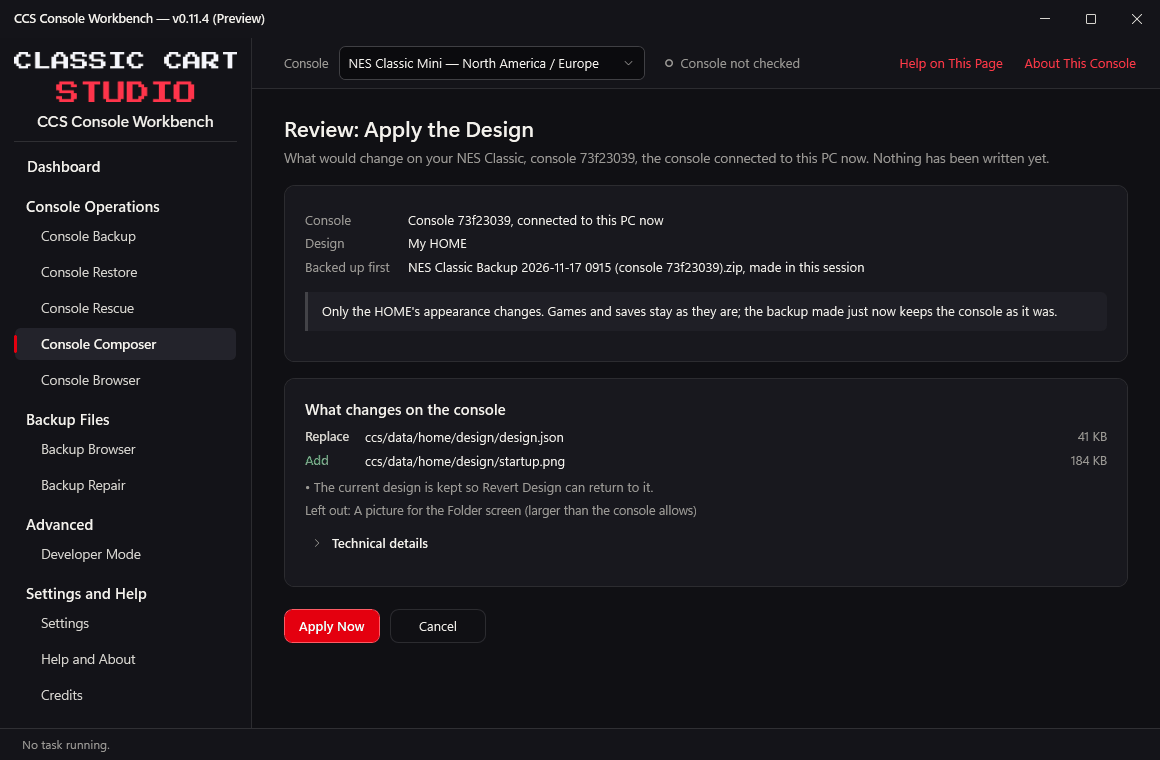 CCS Console Workbench — v0.11.4 (Preview)
CLASSIC CART
STUDIO
CCS Console Workbench
Dashboard
Console Operations
Console Backup
Console Restore
Console Rescue
Console Composer
Console Browser
Backup Files
Backup Browser
Backup Repair
Advanced
Developer Mode
Settings and Help
Settings
Help and About
Credits
Console NES Classic Mini — North America / Europe Console not checked Help on This Page About This Console
Review: Apply the Design
What would change on your NES Classic, console 73f23039, the console connected to this PC now. Nothing has been written yet.
Console Console 73f23039, connected to this PC now
Design My HOME
Backed up first NES Classic Backup 2026-11-17 0915 (console 73f23039).zip, made in this session
Only the HOME's appearance changes. Games and saves stay as they are; the backup made just now keeps the console as it was.
What changes on the console
Replace ccs/data/home/design/design.json 41 KB
Add ccs/data/home/design/startup.png 184 KB
• The current design is kept so Revert Design can return to it.
Left out: A picture for the Folder screen (larger than the console allows)
Technical details
Apply Now Cancel
No task running.